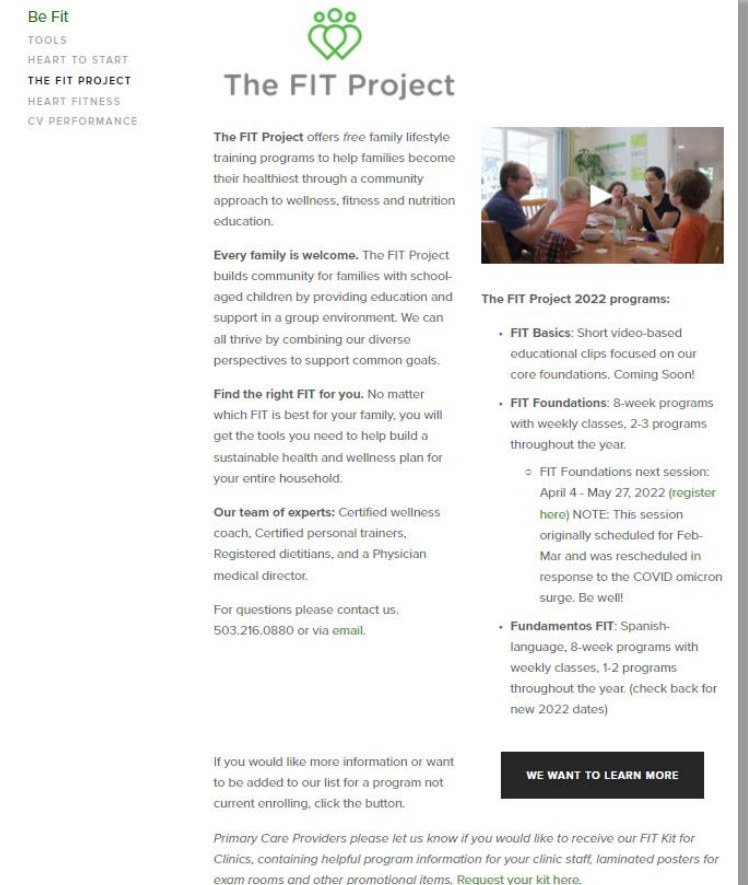 Be Fit
TOOLS
HEART TO START
THE FIT PROJECT
HEART FITNESS
CV PERFORMANCE
The FIT Project
The FIT Project offers free family lifestyle
training programs to help families become
their healthiest through a community
approach to wellness, fitness and nutrition
education.
Every family is welcome. The FIT Project
builds community for families with school-
aged children by providing education and
support in a group environment. We can
all thrive by combining our diverse
perspectives to support common goals.
Find the right FIT for you. No matter
which FIT is best for your family, you will
get the tools you need to help build a
sustainable health and wellness plan for
your entire household.
Our team of experts: Certified wellness
coach, Certified personal trainers,
Registered dietitians, and a Physician
medical director.
For questions please contact us.
503.216.0880 or via email.
The FIT Project 2022 programs:
• FIT Basics: Short video-based
educational clips focused on our
core foundations. Coming Soon!
• FIT Foundations: 8-week programs
with weekly classes, 2-3 programs
throughout the year.
○ FIT Foundations next session:
April 4 - May 27, 2022 (register
here) NOTE: This session
originally scheduled for Feb-
Mar and was rescheduled in
response to the COVID omicron
surge. Be well!
• Fundamentos FIT: Spanish-
language, 8-week programs with
weekly classes, 1-2 programs
throughout the year. (check back for
new 2022 dates)
If you would like more information or want
to be added to our list for a program not
current enrolling, click the button.
WE WANT TO LEARN MORE
Primary Care Providers please let us know if you would like to receive our FIT Kit for
Clinics, containing helpful program information for your clinic staff, laminated posters for
exam rooms and other promotional items. Request your kit here.